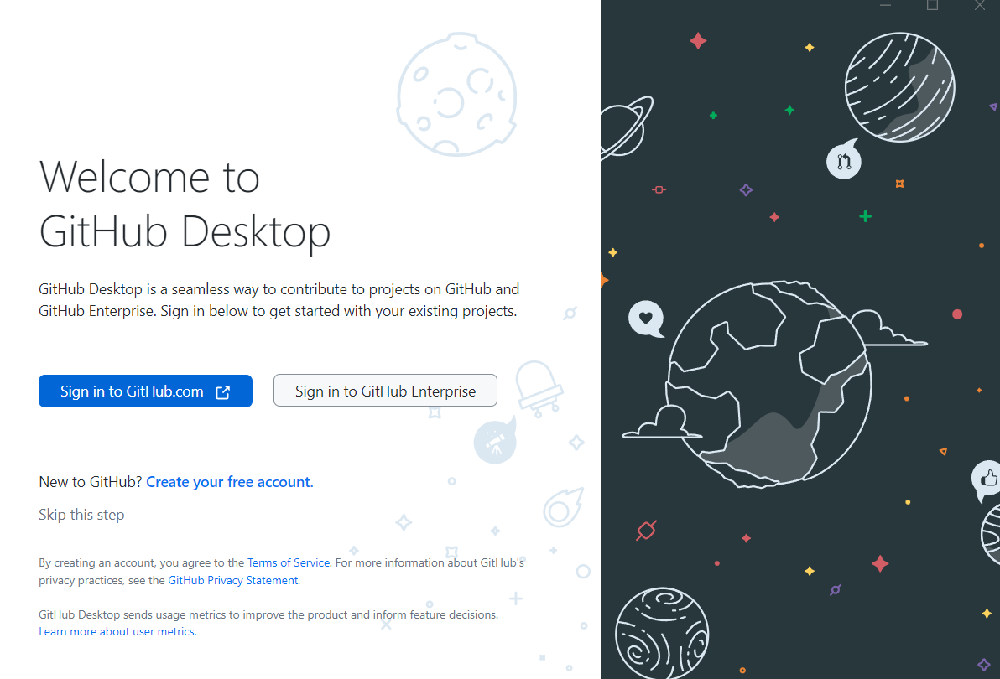 Welcome to
GitHub Desktop
GitHub Desktop is a seamless way to contribute to projects on GitHub and
GitHub Enterprise. Sign in below to get started with your existing projects.
Sign in to GitHub.com
Sign in to GitHub Enterprise
New to GitHub? Create your free account.
Skip this step
By creating an account, you agree to the Terms of Service. For more information about GitHub's
privacy practices, see the GitHub Privacy Statement.
GitHub Desktop sends usage metrics to improve the product and inform feature decisions.
Learn more about user metrics.